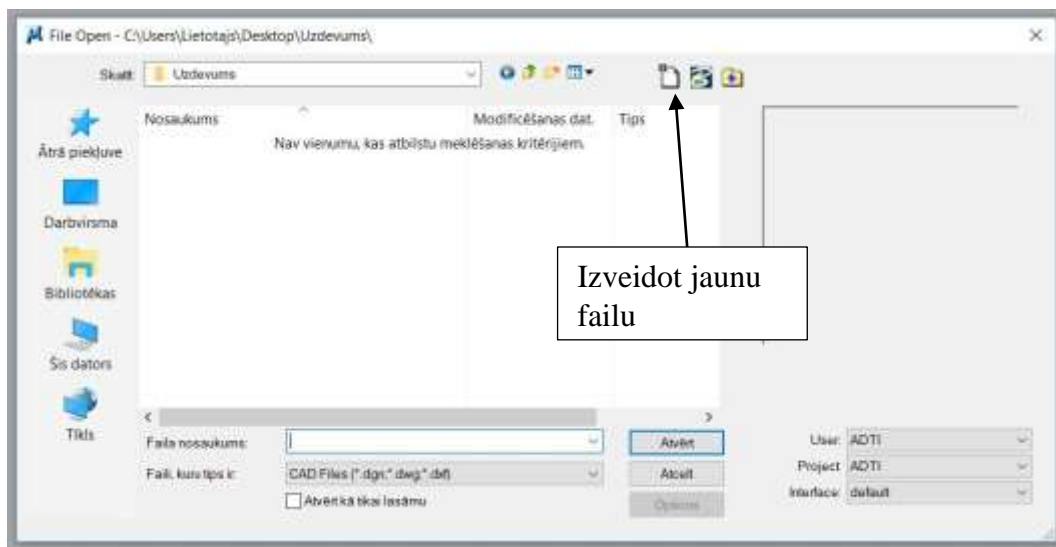 File Open - C:\Users\Lietotajs\Desktop\Uzdevums\
Skatīt: Uzdevums
Nosaukums Modificēšanas dat. Tips
Nav vienumu, kas atbilstu meklēšanas kritērijiem.
Ātrā piekļuve
Darbvirsma
Bibliotēkas
Šis dators
Tīkls
Izveidot jaunu
failu
Faila nosaukums: Atvērt
Faili, kuru tips ir: CAD Files (*.dgn;*.dwg;*.dxf) Atcelt
Atvērt kā tikai lasāmu Options
User: ADTI
Project: ADTI
Interface: default